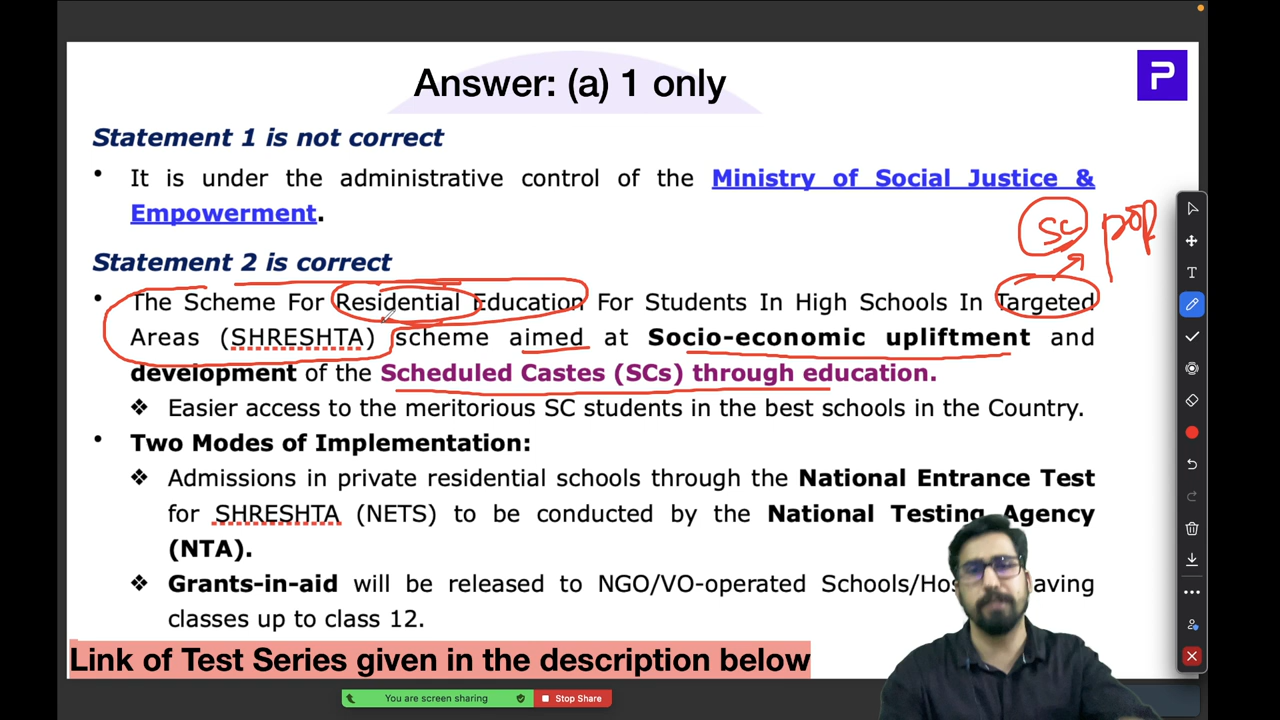 Answer: (a) 1 only
P
Statement 1 is not correct
• It is under the administrative control of the Ministry of Social Justice &
Empowerment.
SC pop
Statement 2 is correct
• The Scheme For Residential Education For Students In High Schools In Targeted
Areas (SHRESHTA) scheme aimed at Socio-economic upliftment and
development of the Scheduled Castes (SCs) through education.
❖ Easier access to the meritorious SC students in the best schools in the Country.
• Two Modes of Implementation:
❖ Admissions in private residential schools through the National Entrance Test
for SHRESHTA (NETS) to be conducted by the National Testing Agency
(NTA).
❖ Grants-in-aid will be released to NGO/VO-operated Schools/Hos aving
classes up to class 12.
Link of Test Series given in the description below
You are screen sharing Stop Share
T